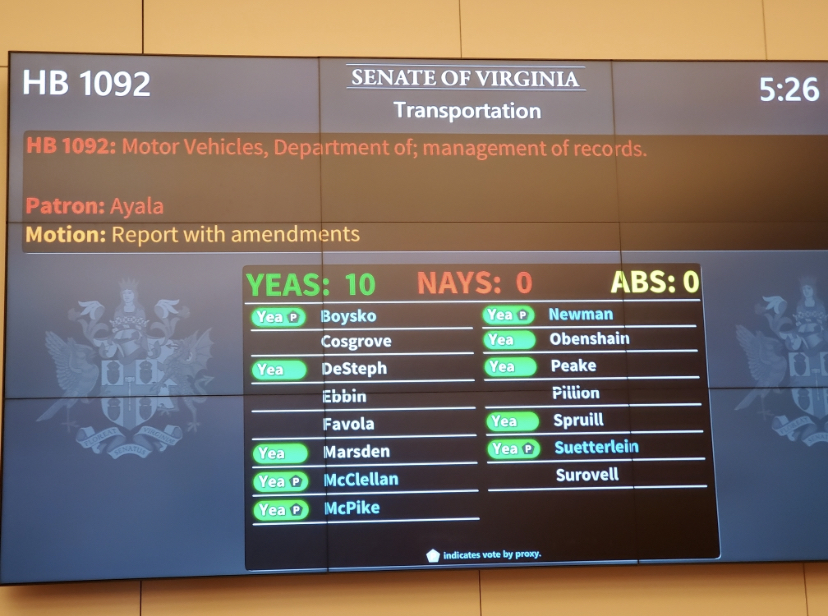 HB 1092
SENATE OF VIRGINIA
5:26
Transportation
HB 1092: Motor Vehicles, Department of; management of records.
Patron: Ayala
Motion: Report with amendments
YEAS: 10 NAYS: 0 ABS: 0
Yea P Boysko
Cosgrove
Yea DeSteph
Ebbin
Favola
Yea Marsden
Yea P McClellan
Yea P McPike
Yea P Newman
Yea Obenshain
Yea Peake
Pillion
Yea Spruill
Yea P Suetterlein
Surovell
indicates vote by proxy.